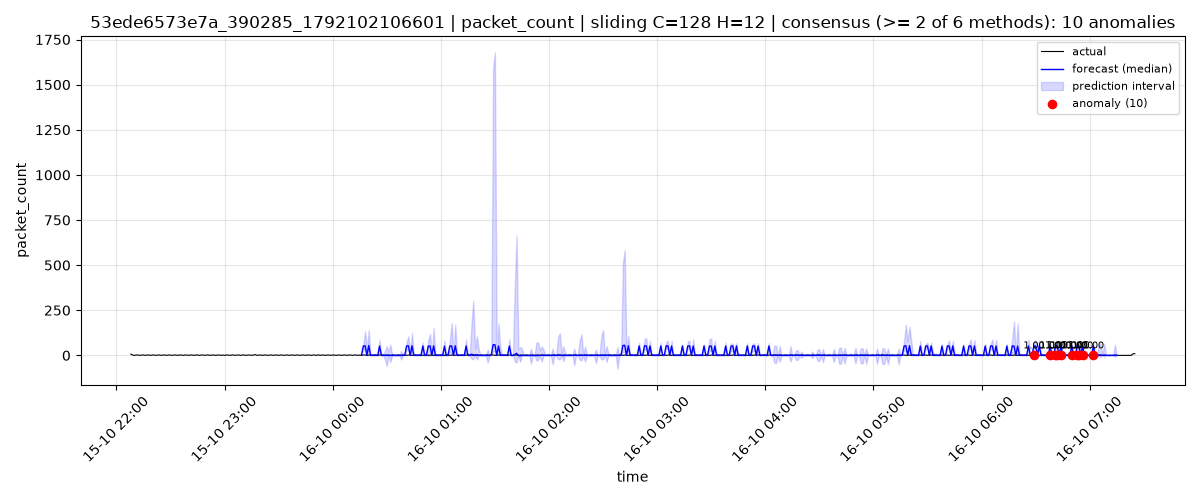 53ede6573e7a_390285_1792102106601 | packet_count | sliding C=128 H=12 | consensus (>= 2 of 6 methods): 10 anomalies
actual
forecast (median)
prediction interval
anomaly (10)
packet_count
1750
1500
1250
1000
750
500
250
0
15-10 22:00
15-10 23:00
16-10 00:00
16-10 01:00
16-10 02:00
16-10 03:00
16-10 04:00
16-10 05:00
16-10 06:00
16-10 07:00
time